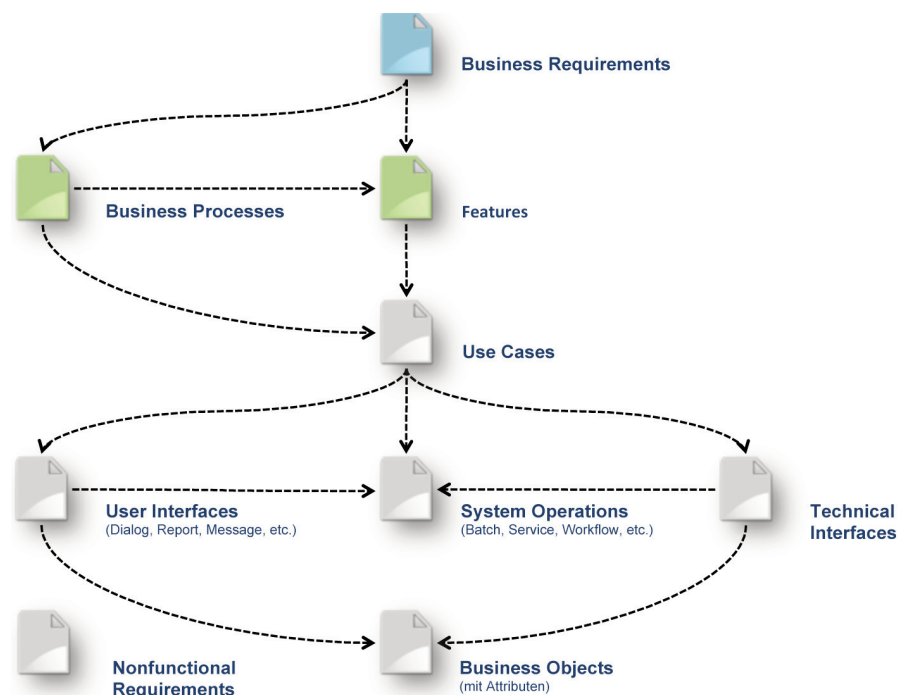 Business Requirements
Business Processes
Features
Use Cases
User Interfaces
(Dialog, Report, Message, etc.)
System Operations
(Batch, Service, Workflow, etc.)
Technical
Interfaces
Nonfunctional
Requirements
Business Objects
(mit Attributen)